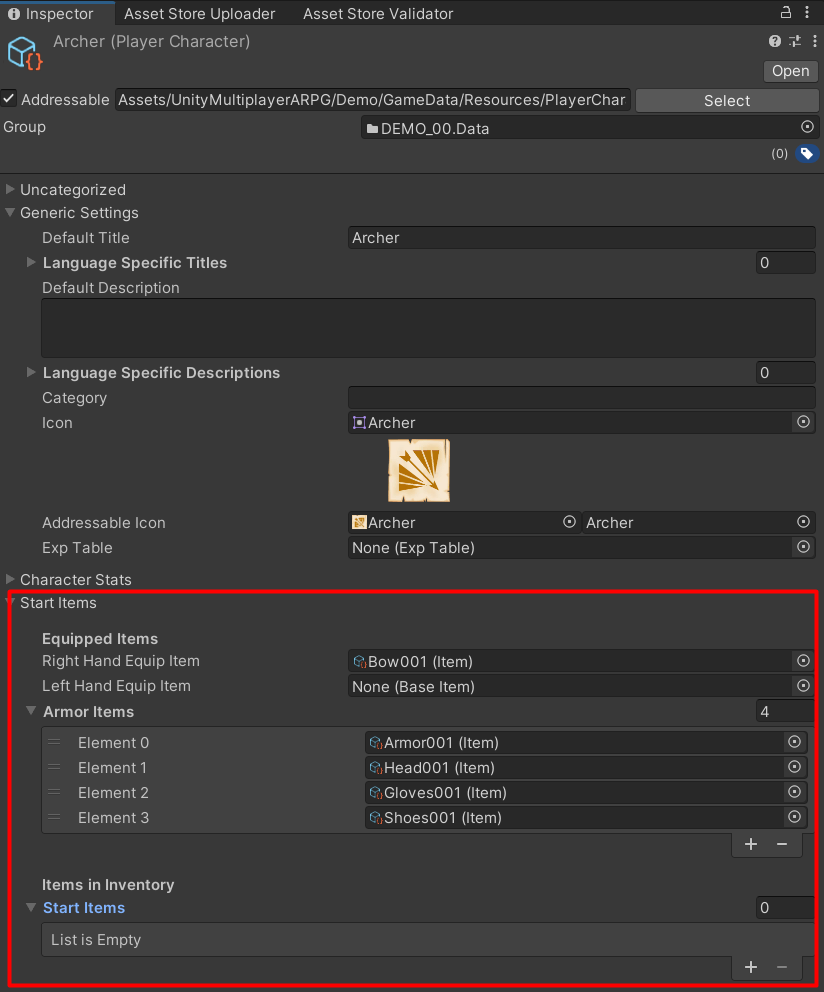 Inspector Asset Store Uploader Asset Store Validator
Archer (Player Character)
Open
Addressable Assets/UnityMultiplayerARPG/Demo/GameData/Resources/PlayerChar Select
Group DEMO_00.Data
(0)
Uncategorized
Generic Settings
Default Title Archer
Language Specific Titles 0
Default Description
Language Specific Descriptions 0
Category
Icon Archer
Addressable Icon Archer Archer
Exp Table None (Exp Table)
Character Stats
Start Items
Equipped Items
Right Hand Equip Item Bow001 (Item)
Left Hand Equip Item None (Base Item)
Armor Items 4
Element 0 Armor001 (Item)
Element 1 Head001 (Item)
Element 2 Gloves001 (Item)
Element 3 Shoes001 (Item)
Items in Inventory
Start Items 0
List is Empty